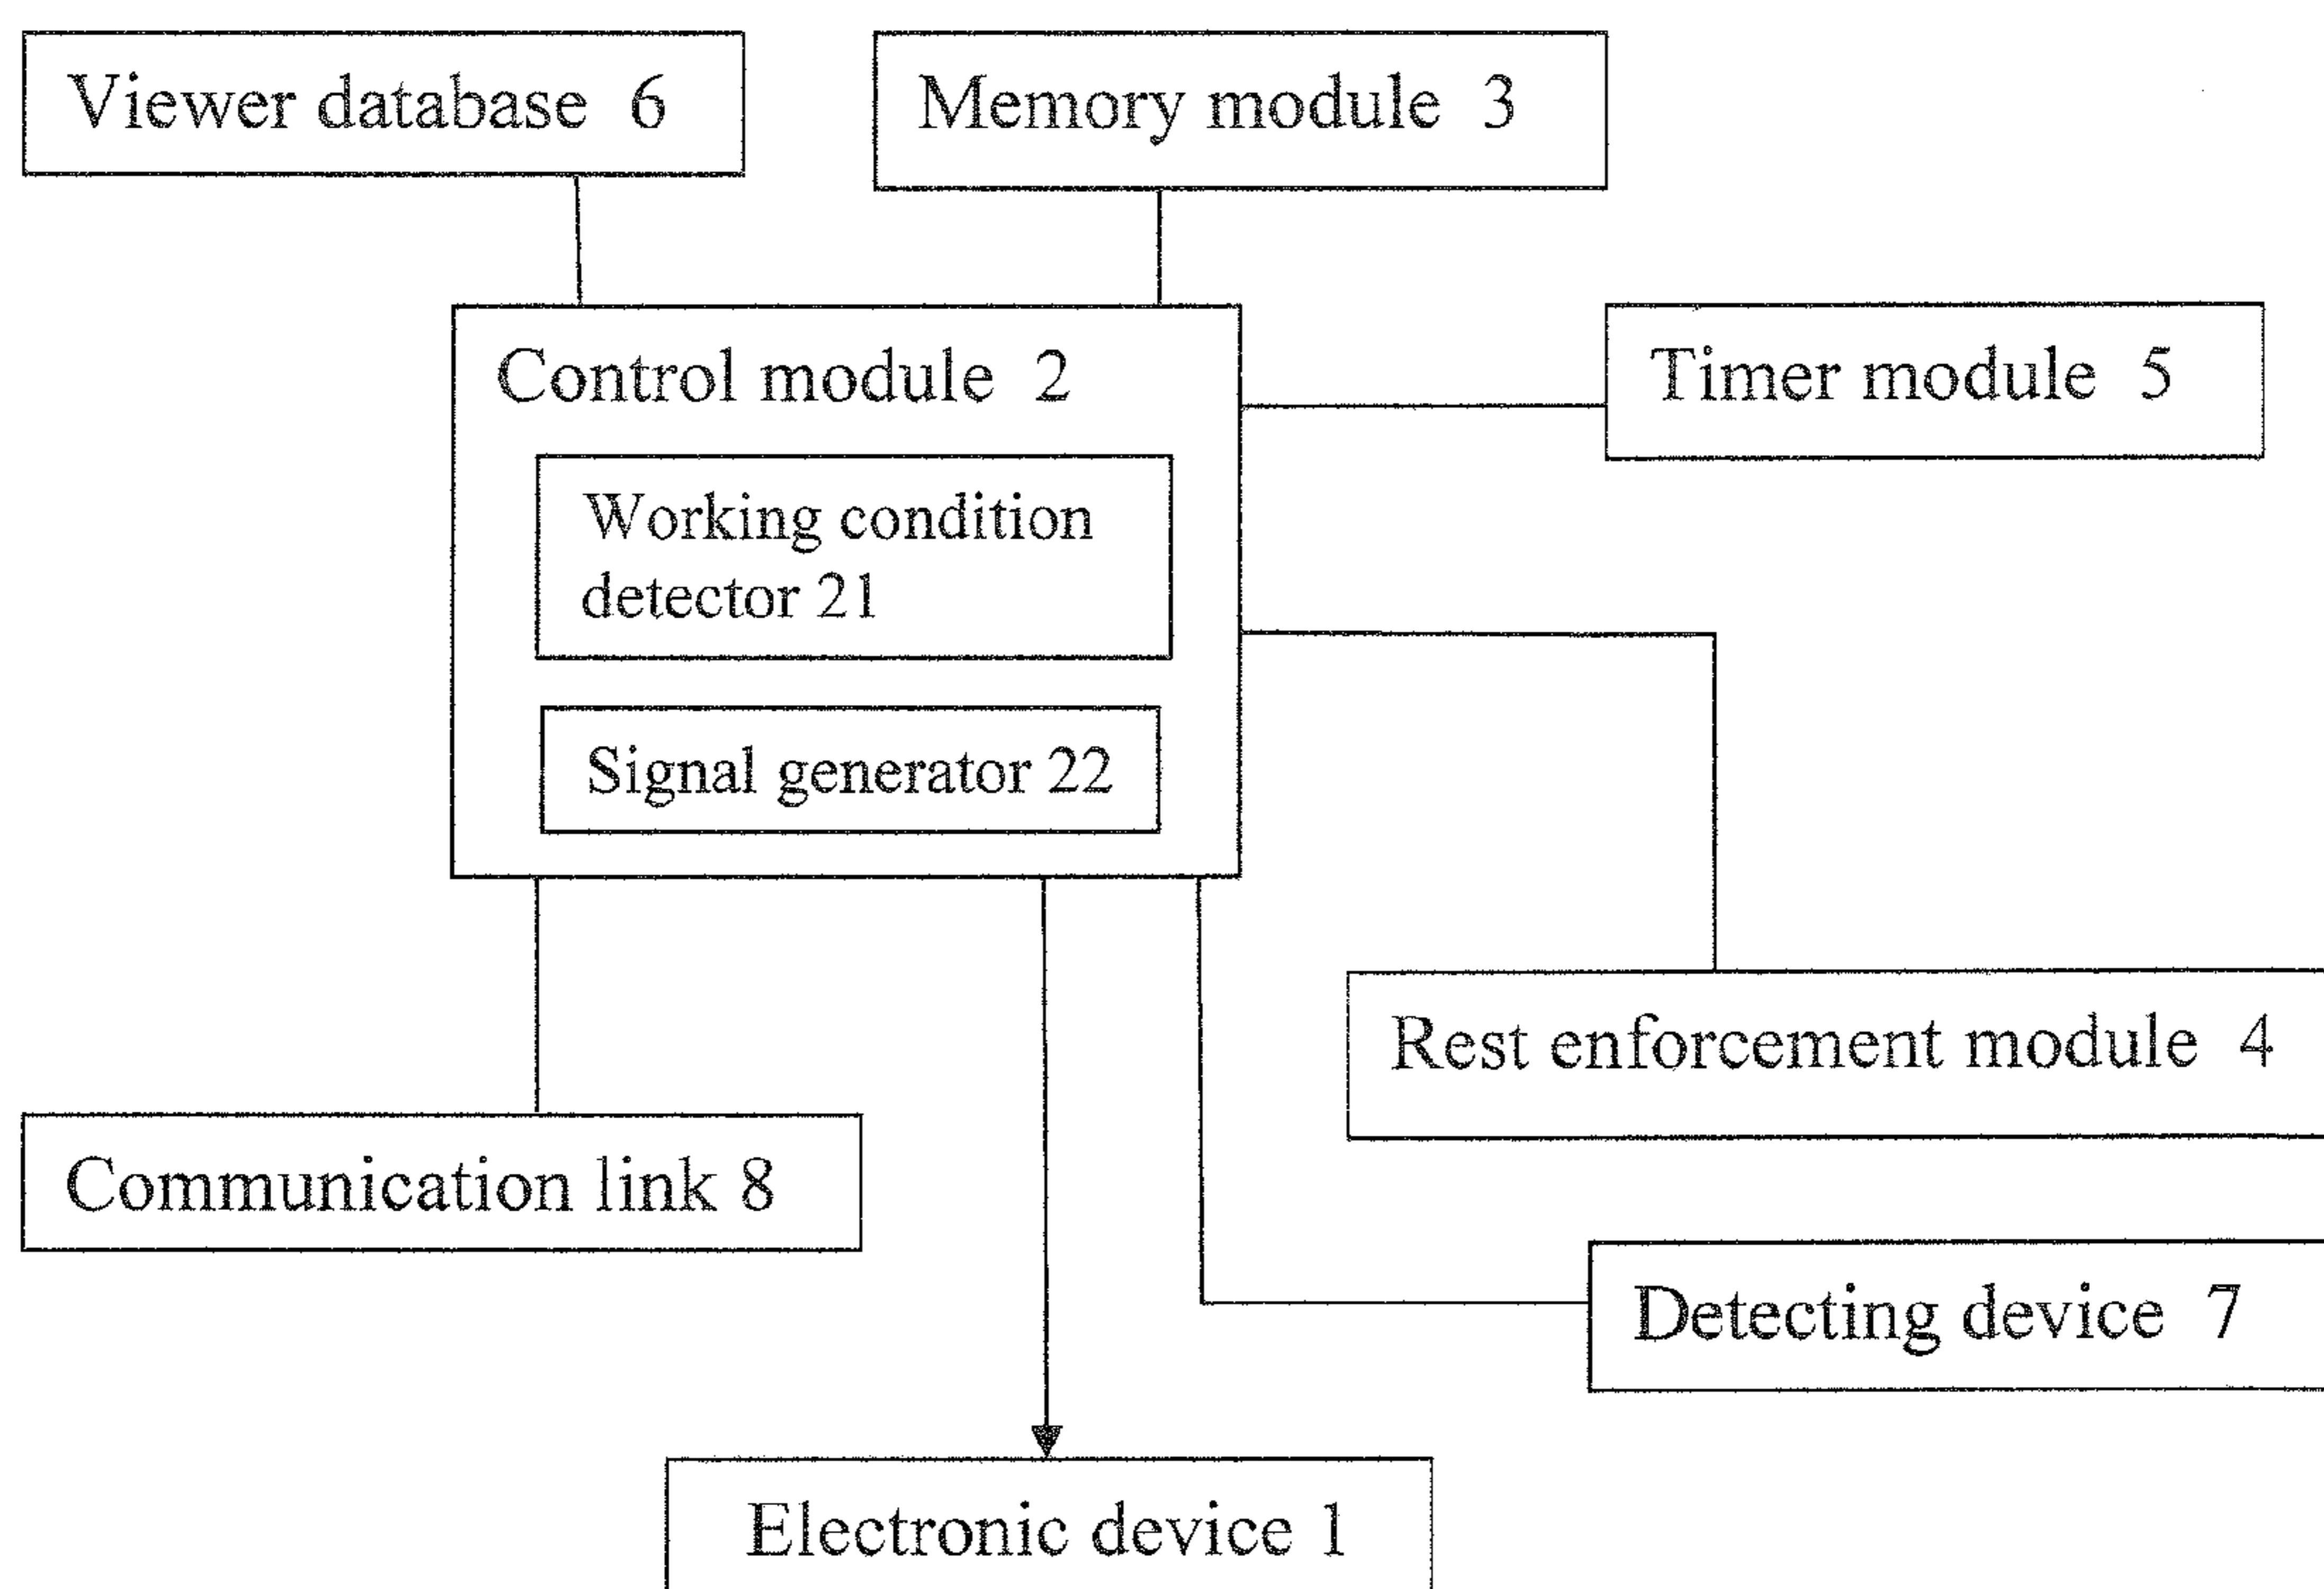 Viewer database 6
Memory module 3
Control module 2
Timer module 5
Working condition
detector 21
Signal generator 22
Rest enforcement module 4
Communication link 8
Detecting device 7
Electronic device 1